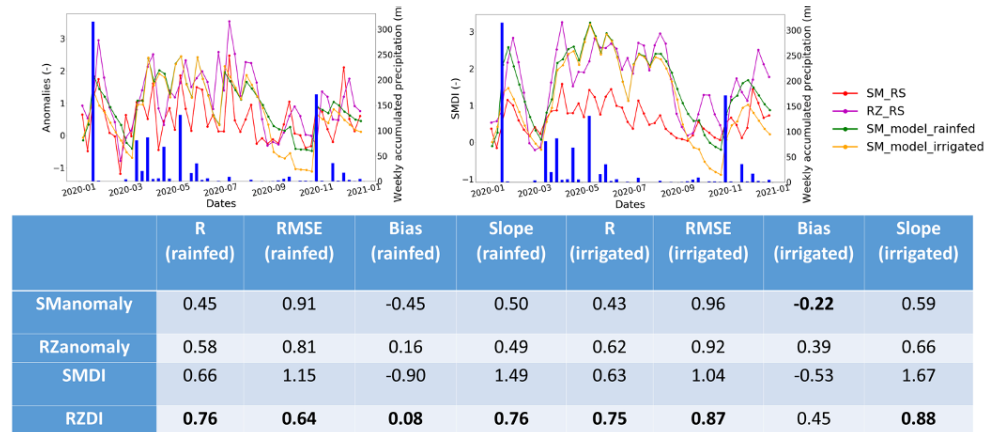 Anomalies (-)
3
2
1
0
−1
300
250
200
150
100
50
0
Weekly accumulated precipitation (m
2020-01
2020-03
2020-05
2020-07
2020-09
2020-11
2021-01
Dates
SMDI (-)
3
2
1
0
−1
300
250
200
150
100
50
0
Weekly accumulated precipitation (m
2020-01
2020-03
2020-05
2020-07
2020-09
2020-11
2021-01
Dates
SM_RS
RZ_RS
SM_model_rainfed
SM_model_irrigated
R (rainfed) RMSE (rainfed) Bias (rainfed) Slope (rainfed) R (irrigated) RMSE (irrigated) Bias (irrigated) Slope (irrigated)
SManomaly 0.45 0.91 -0.45 0.50 0.43 0.96 -0.22 0.59
RZanomaly 0.58 0.81 0.16 0.49 0.62 0.92 0.39 0.66
SMDI 0.66 1.15 -0.90 1.49 0.63 1.04 -0.53 1.67
RZDI 0.76 0.64 0.08 0.76 0.75 0.87 0.45 0.88